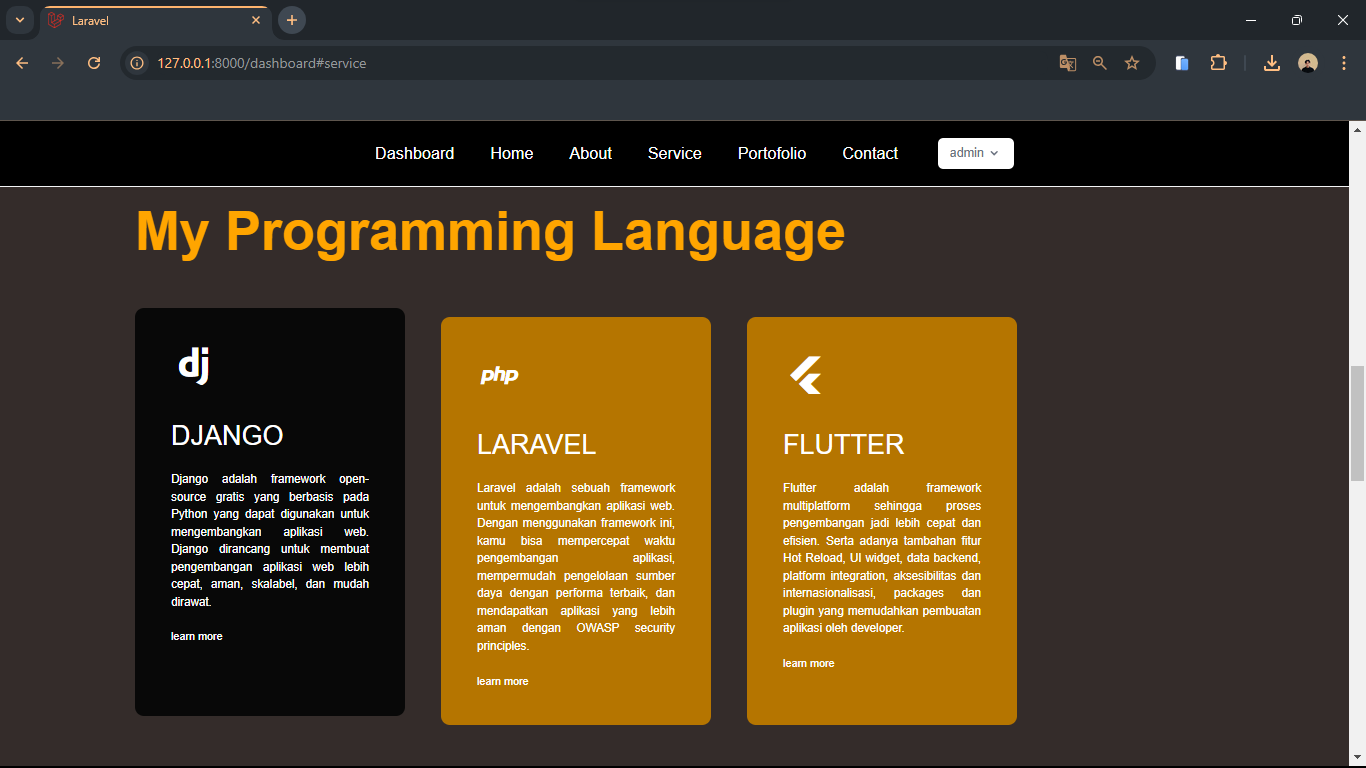 Laravel
127.0.0.1:8000/dashboard#service
Dashboard Home About Service Portofolio Contact admin
My Programming Language
dj
DJANGO
Django adalah framework open-
source gratis yang berbasis pada
Python yang dapat digunakan untuk
mengembangkan aplikasi web.
Django dirancang untuk membuat
pengembangan aplikasi web lebih
cepat, aman, skalabel, dan mudah
dirawat.
learn more
php
LARAVEL
Laravel adalah sebuah framework
untuk mengembangkan aplikasi web.
Dengan menggunakan framework ini,
kamu bisa mempercepat waktu
pengembangan aplikasi,
mempermudah pengelolaan sumber
daya dengan performa terbaik, dan
mendapatkan aplikasi yang lebih
aman dengan OWASP security
principles.
learn more
FLUTTER
Flutter adalah framework
multiplatform sehingga proses
pengembangan jadi lebih cepat dan
efisien. Serta adanya tambahan fitur
Hot Reload, UI widget, data backend,
platform integration, aksesibilitas dan
internasionalisasi, packages dan
plugin yang memudahkan pembuatan
aplikasi oleh developer.
learn more